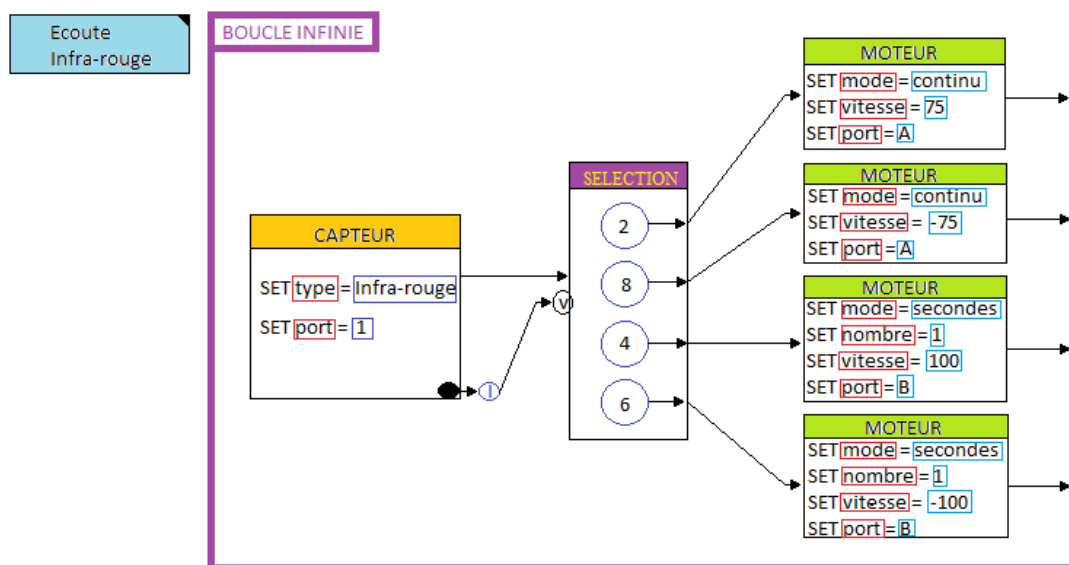 Ecoute
Infra-rouge
BOUCLE INFINIE
CAPTEUR
SET type = Infra-rouge
SET port = 1
I
v
SELECTION
2
8
4
6
MOTEUR
SET mode = continu
SET vitesse = 75
SET port = A
MOTEUR
SET mode = continu
SET vitesse = -75
SET port = A
MOTEUR
SET mode = secondes
SET nombre = 1
SET vitesse = 100
SET port = B
MOTEUR
SET mode = secondes
SET nombre = 1
SET vitesse = -100
SET port = B